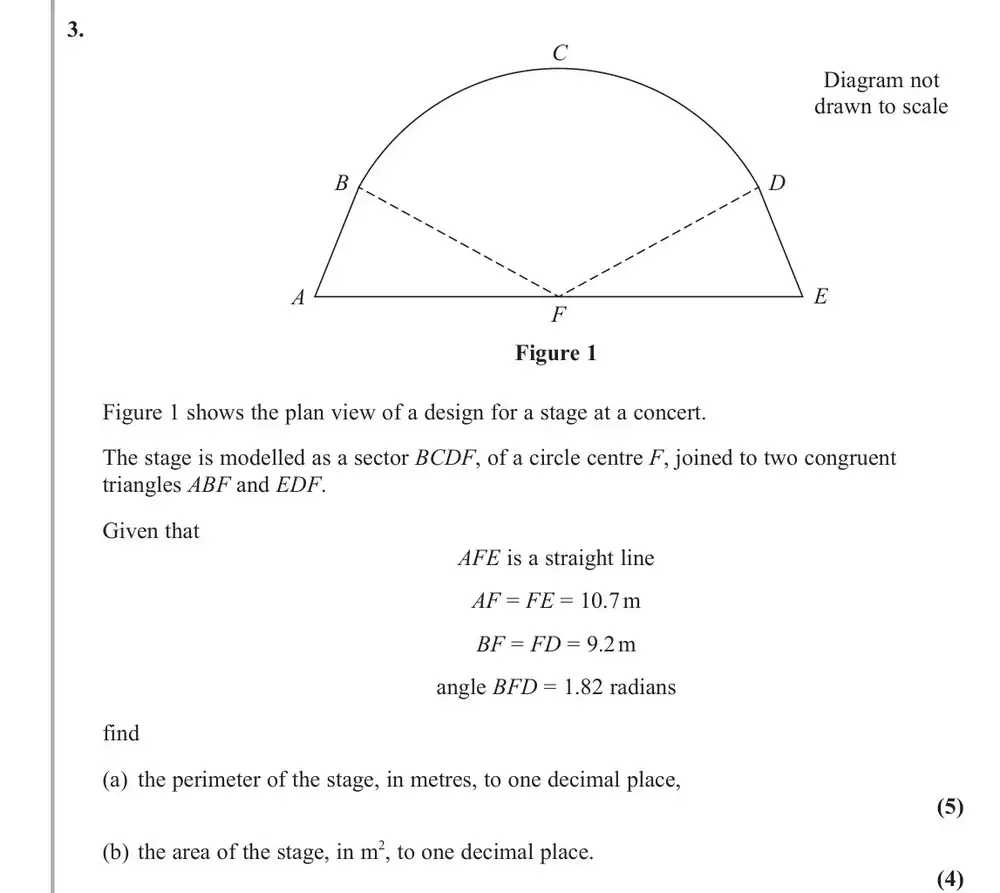 3.
C
Diagram not
drawn to scale
B
D
A
E
F
Figure 1
Figure 1 shows the plan view of a design for a stage at a concert.
The stage is modelled as a sector BCDF, of a circle centre F, joined to two congruent
triangles ABF and EDF.
Given that
AFE is a straight line
AF = FE = 10.7 m
BF = FD = 9.2 m
angle BFD = 1.82 radians
find
(a) the perimeter of the stage, in metres, to one decimal place,
(5)
(b) the area of the stage, in m², to one decimal place.
(4)